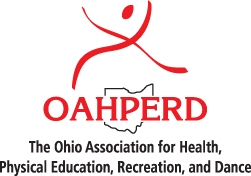 OAHPERD
The Ohio Association for Health,
Physical Education, Recreation, and Dance